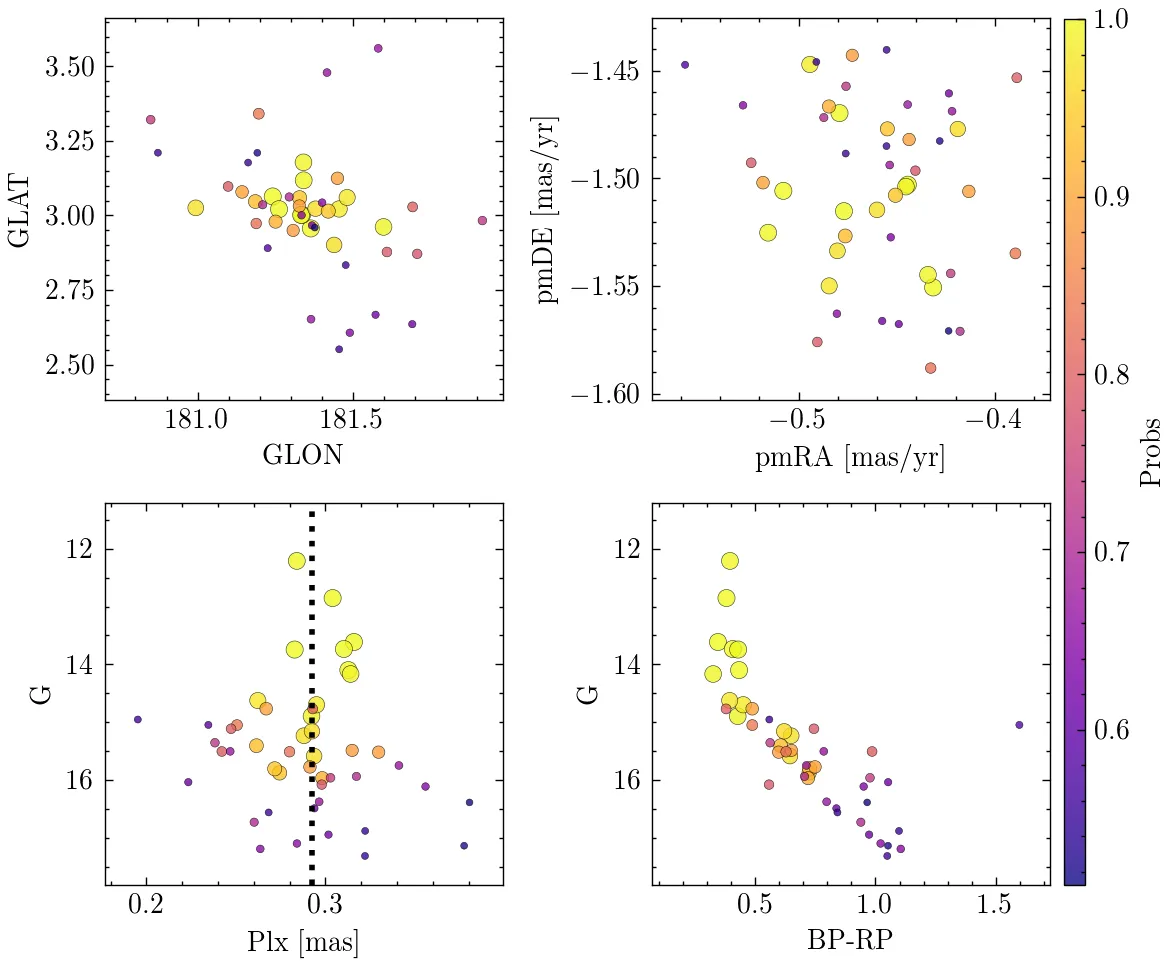 3.50
3.25
3.00
2.75
2.50
GLAT
181.0 181.5
GLON
−1.45
−1.50
−1.55
−1.60
pmDE [mas/yr]
−0.5 −0.4
pmRA [mas/yr]
12
14
16
G
0.2 0.3
Plx [mas]
12
14
16
G
0.5 1.0 1.5
BP-RP
1.0
0.9
0.8
0.7
0.6
Probs